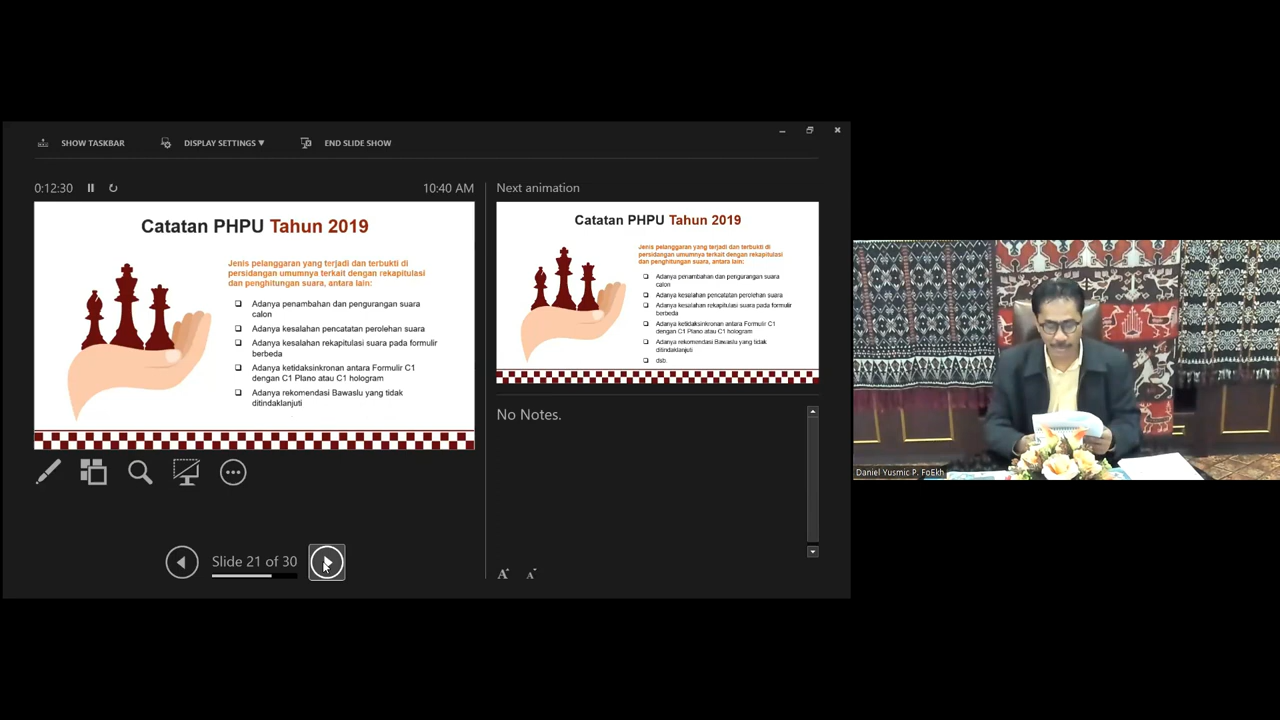 SHOW TASKBAR
DISPLAY SETTINGS ▼
END SLIDE SHOW
0:12:30
10:40 AM
Catatan PHPU Tahun 2019
Jenis pelanggaran yang terjadi dan terbukti di
persidangan umumnya terkait dengan rekapitulasi
dan penghitungan suara, antara lain:
Adanya penambahan dan pengurangan suara
calon
Adanya kesalahan pencatatan perolehan suara
Adanya kesalahan rekapitulasi suara pada formulir
berbeda
Adanya ketidaksinkronan antara Formulir C1
dengan C1 Plano atau C1 hologram
Adanya rekomendasi Bawaslu yang tidak
ditindaklanjuti
Slide 21 of 30
Next animation
Catatan PHPU Tahun 2019
Jenis pelanggaran yang terjadi dan terbukti di
persidangan umumnya terkait dengan rekapitulasi
dan penghitungan suara, antara lain:
Adanya penambahan dan pengurangan suara
calon
Adanya kesalahan pencatatan perolehan suara
Adanya kesalahan rekapitulasi suara pada formulir
berbeda
Adanya ketidaksinkronan antara Formulir C1
dengan C1 Plano atau C1 hologram
Adanya rekomendasi Bawaslu yang tidak
ditindaklanjuti
dsb.
No Notes.
A A
Daniel Yusmic P. FoEkh